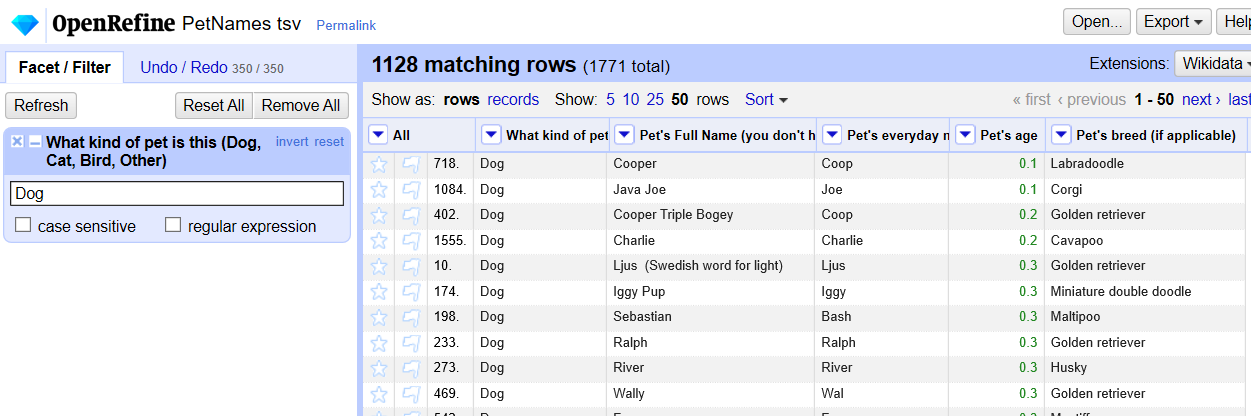 OpenRefine PetNames tsv Permalink Open... Export Help
Facet / Filter Undo / Redo 350 / 350
1128 matching rows (1771 total) Extensions: Wikidata
Refresh Reset All Remove All
Show as: rows records Show: 5 10 25 50 rows Sort « first ‹ previous 1 - 50 next › last
What kind of pet is this (Dog, Cat, Bird, Other) invert reset
Dog
case sensitive regular expression
All What kind of pet Pet's Full Name (you don't h Pet's everyday n Pet's age Pet's breed (if applicable)
718. Dog Cooper Coop 0.1 Labradoodle
1084. Dog Java Joe Joe 0.1 Corgi
402. Dog Cooper Triple Bogey Coop 0.2 Golden retriever
1555. Dog Charlie Charlie 0.2 Cavapoo
10. Dog Ljus (Swedish word for light) Ljus 0.3 Golden retriever
174. Dog Iggy Pup Iggy 0.3 Miniature double doodle
198. Dog Sebastian Bash 0.3 Maltipoo
233. Dog Ralph Ralph 0.3 Golden retriever
273. Dog River River 0.3 Husky
469. Dog Wally Wal 0.3 Golden retriever